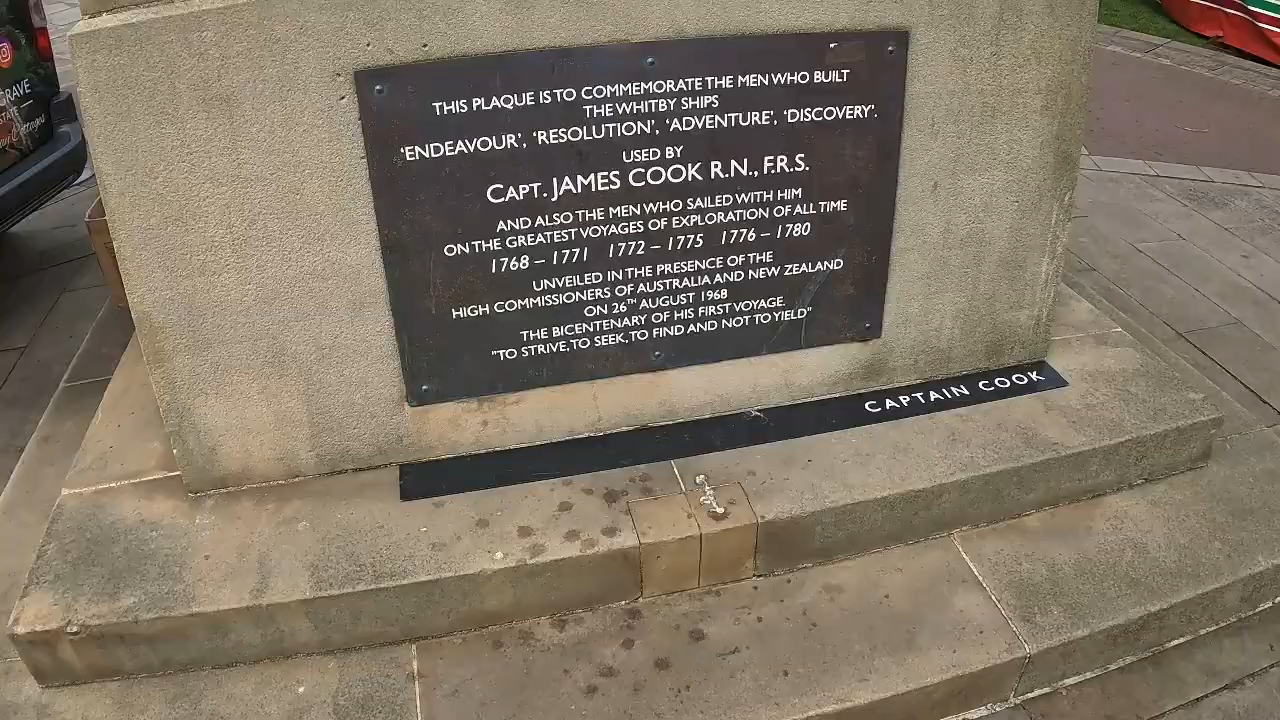 THIS PLAQUE IS TO COMMEMORATE THE MEN WHO BUILT
THE WHITBY SHIPS
'ENDEAVOUR', 'RESOLUTION', 'ADVENTURE', 'DISCOVERY'.
USED BY
CAPT. JAMES COOK R.N., F.R.S.
AND ALSO THE MEN WHO SAILED WITH HIM
ON THE GREATEST VOYAGES OF EXPLORATION OF ALL TIME
1768 – 1771 1772 – 1775 1776 – 1780
UNVEILED IN THE PRESENCE OF THE
HIGH COMMISSIONERS OF AUSTRALIA AND NEW ZEALAND
ON 26TH AUGUST 1968
THE BICENTENARY OF HIS FIRST VOYAGE.
"TO STRIVE, TO SEEK, TO FIND AND NOT TO YIELD"
CAPTAIN COOK